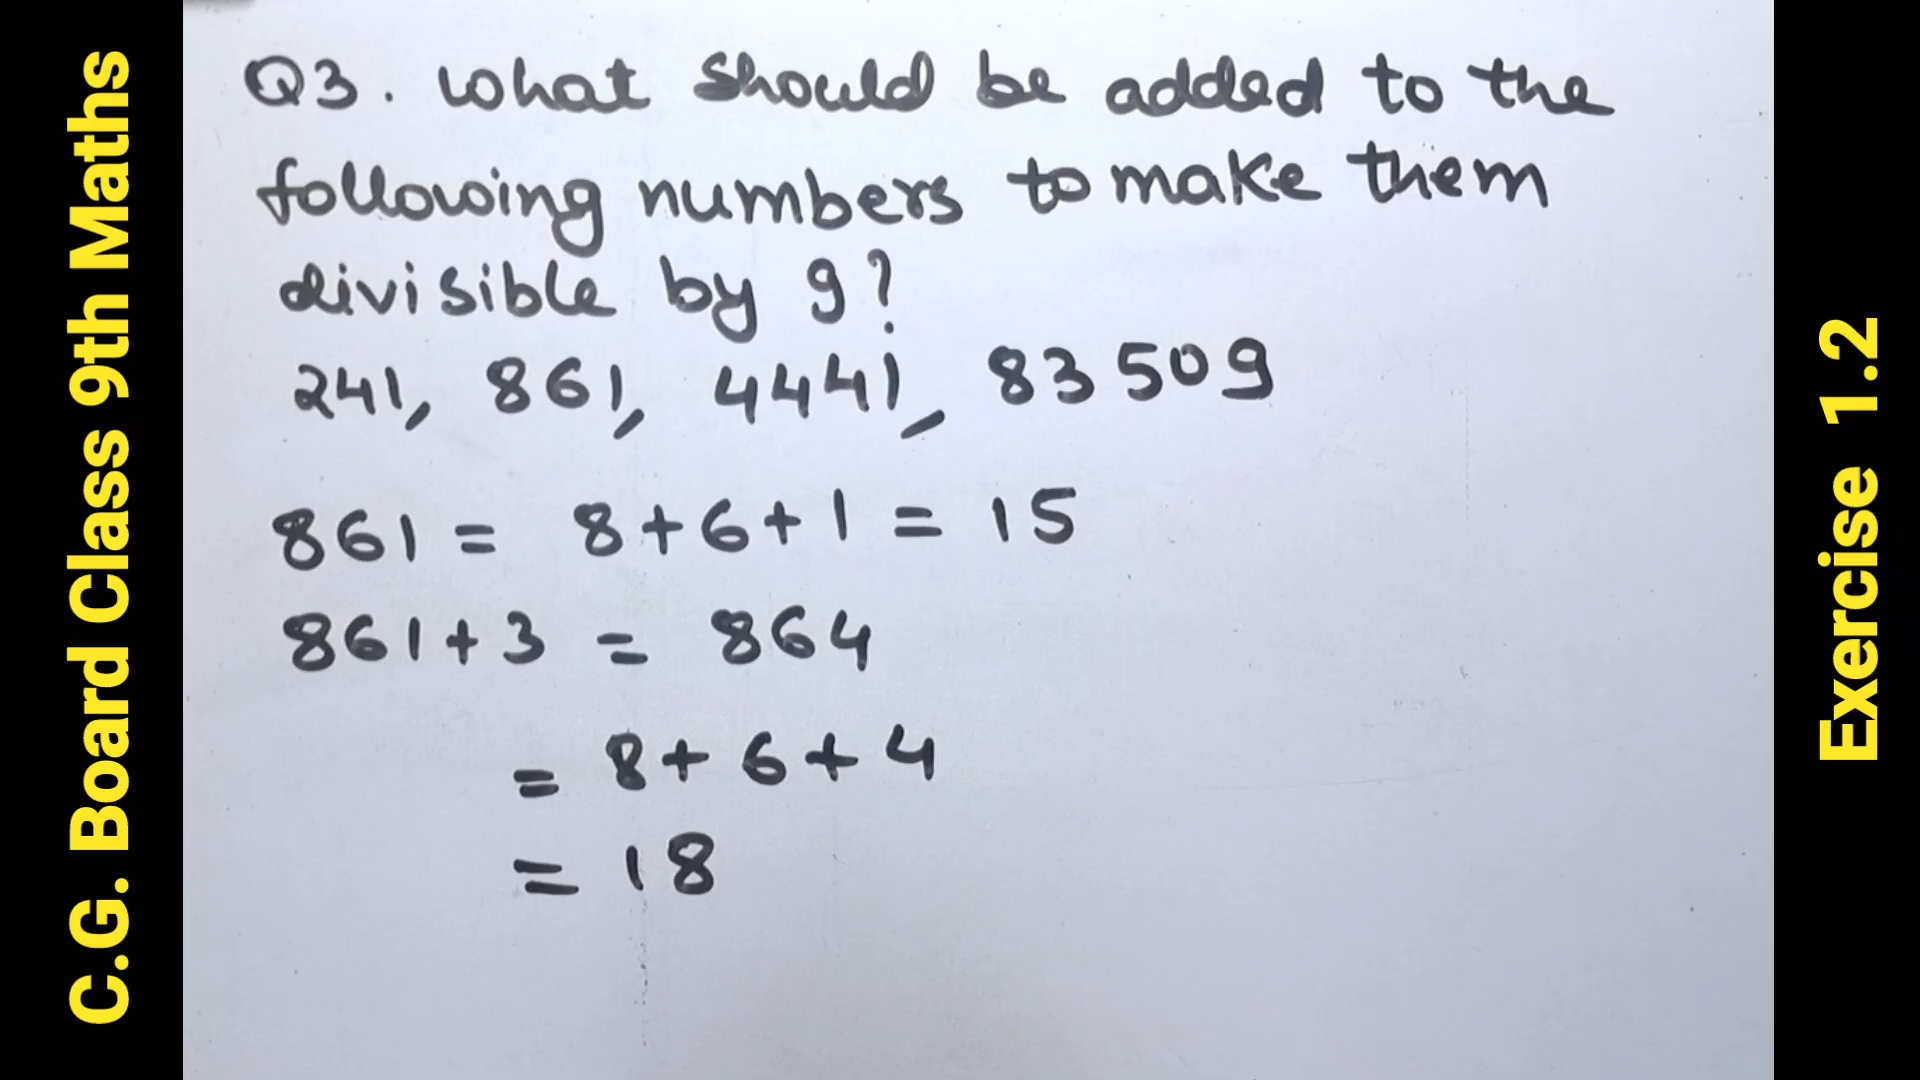 C.G. Board Class 9th Maths
Q3. What should be added to the
following numbers to make them
divisible by 9?
241, 861, 4441, 83509
861 = 8+6+1 = 15
861+3 = 864
= 8+6+4
= 18
Exercise 1.2